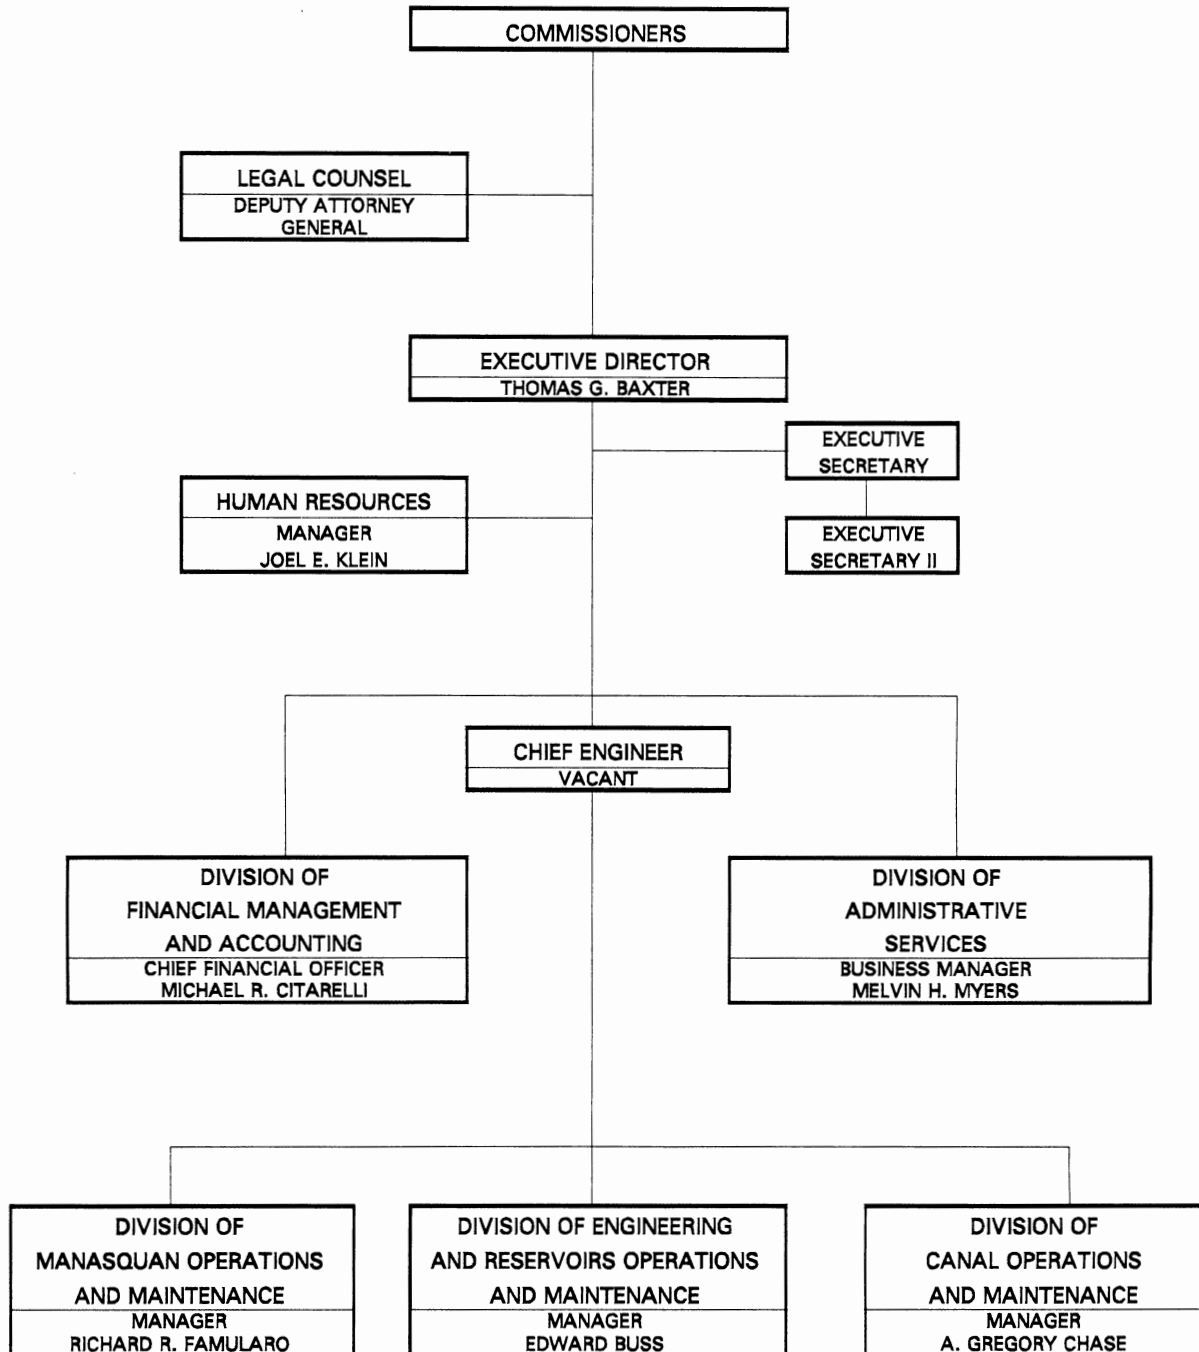 COMMISSIONERS
LEGAL COUNSEL
DEPUTY ATTORNEY
GENERAL
EXECUTIVE DIRECTOR
THOMAS G. BAXTER
EXECUTIVE
SECRETARY
HUMAN RESOURCES
MANAGER
JOEL E. KLEIN
EXECUTIVE
SECRETARY II
CHIEF ENGINEER
VACANT
DIVISION OF
FINANCIAL MANAGEMENT
AND ACCOUNTING
CHIEF FINANCIAL OFFICER
MICHAEL R. CITARELLI
DIVISION OF
ADMINISTRATIVE
SERVICES
BUSINESS MANAGER
MELVIN H. MYERS
DIVISION OF
MANASQUAN OPERATIONS
AND MAINTENANCE
MANAGER
RICHARD R. FAMULARO
DIVISION OF ENGINEERING
AND RESERVOIRS OPERATIONS
AND MAINTENANCE
MANAGER
EDWARD BUSS
DIVISION OF
CANAL OPERATIONS
AND MAINTENANCE
MANAGER
A. GREGORY CHASE